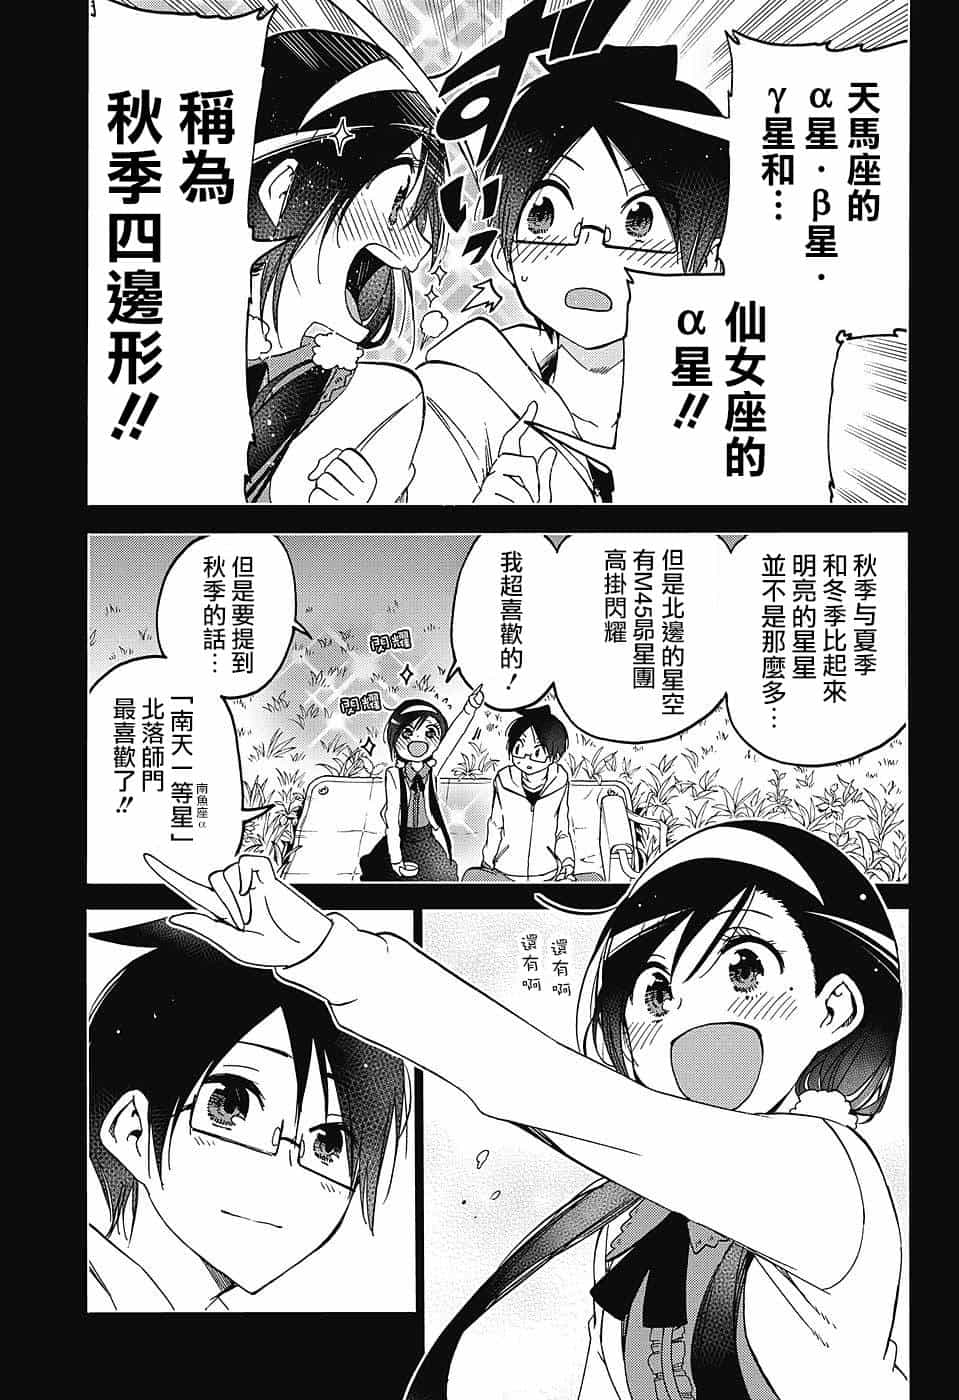 天馬座的
α星·β星·
γ星和…
仙女座的
α星!!
ずいっ
稱為
秋季四邊形!!
秋季与夏季
和冬季比起來
明亮的星星
並不是那麼多…
但是北邊的星空
有M45昴星團
高掛閃耀
我超喜歡的!
閃耀
閃耀
但是要提到
秋季的話…
「南天一等星」
南魚座α
北落師門
最喜歡了!!
還有啊
還有啊